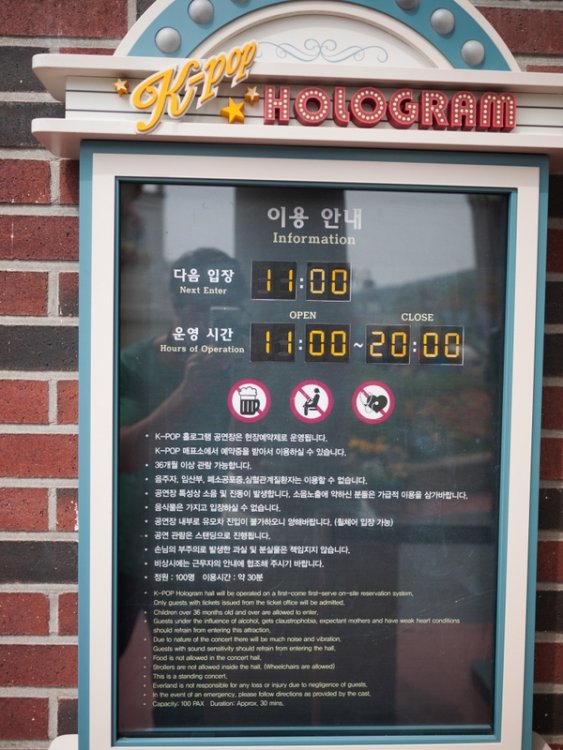 K-pop HOLOGRAM
이용 안내
Information
다음 입장 11:00
Next Enter
OPEN CLOSE
운영 시간 11:00 ~ 20:00
Hours of Operation
• K-POP 홀로그램 공연장은 현장예약제로 운영됩니다.
K-POP 매표소에서 예약증을 받아서 이용하실 수 있습니다.
• 36개월 이상 관람 가능합니다.
• 음주자, 임산부, 폐소공포증,심혈관계질환자는 이용할 수 없습니다.
• 공연장 특성상 소음 및 진동이 발생합니다. 소음노출에 약하신 분들은 가급적 이용을 삼가바랍니다.
• 음식물은 가지고 입장하실 수 없습니다.
• 공연장 내부로 유모차 진입이 불가하오니 양해바랍니다. (휠체어 입장 가능)
• 공연 관람은 스탠딩으로 진행됩니다.
• 손님의 부주의로 발생한 과실 및 분실물은 책임지지 않습니다.
• 비상시에는 근무자의 안내에 협조해 주시기 바랍니다.
• 정원 : 100명 이용시간 : 약 30분
• K-POP Hologram hall will be operated on a first-come first-serve on-site reservation system,
Only guests with tickets issued from the ticket office will be admitted.
• Children over 36 months old and over are allowed to enter.
• Guests under the influence of alcohol, gets claustrophobia, expectant mothers and have weak heart conditions
should refrain from entering this attraction.
• Due to nature of the concert there will be much noise and vibration.
Guests with sound sensitivity should refrain from entering the hall.
• Food is not allowed in the concert hall.
• Strollers are not allowed inside the hall. (Wheelchairs are allowed)
• This is a standing concert.
• Everland is not responsible for any loss or injury due to negligence of guests.
• In the event of an emergency, please follow directions as provided by the cast.
• Capacity: 100 PAX Duration: Approx. 30 mins.